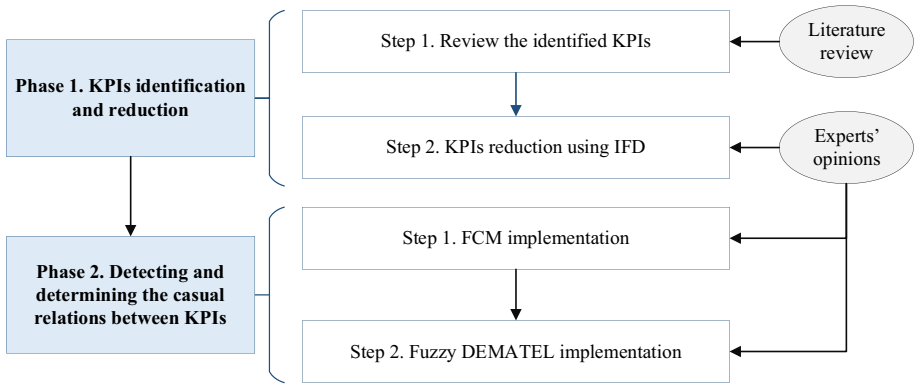 Phase 1. KPIs identification
and reduction
Step 1. Review the identified KPIs
Literature
review
Step 2. KPIs reduction using IFD
Experts'
opinions
Phase 2. Detecting and
determining the casual
relations between KPIs
Step 1. FCM implementation
Step 2. Fuzzy DEMATEL implementation